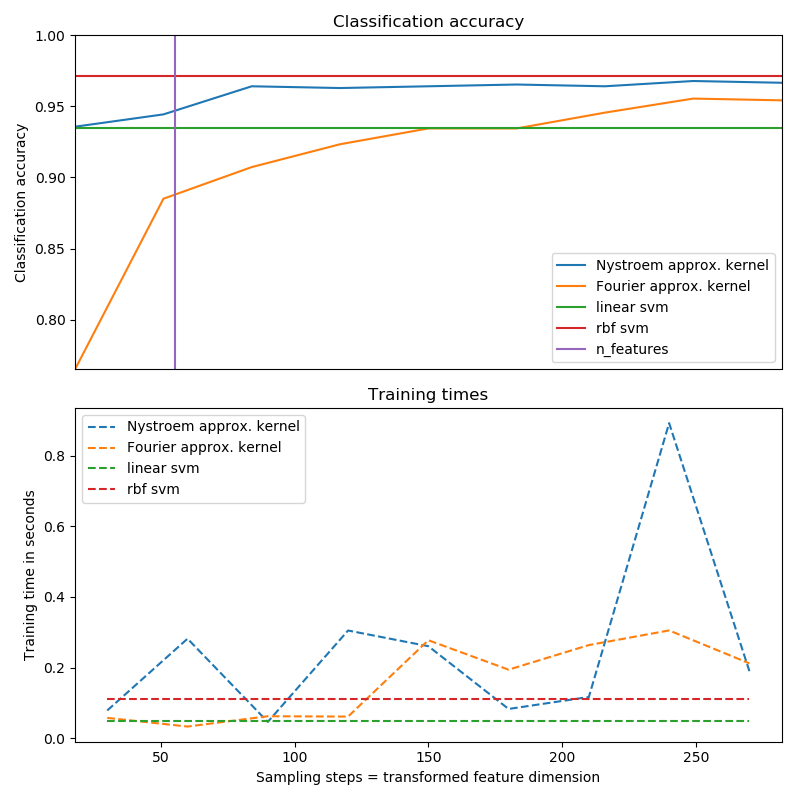 Classification accuracy
Classification accuracy
1.00
0.95
0.90
0.85
0.80
Nystroem approx. kernel
Fourier approx. kernel
linear svm
rbf svm
n_features
Training times
Training time in seconds
0.8
0.6
0.4
0.2
0.0
Nystroem approx. kernel
Fourier approx. kernel
linear svm
rbf svm
50 100 150 200 250
Sampling steps = transformed feature dimension